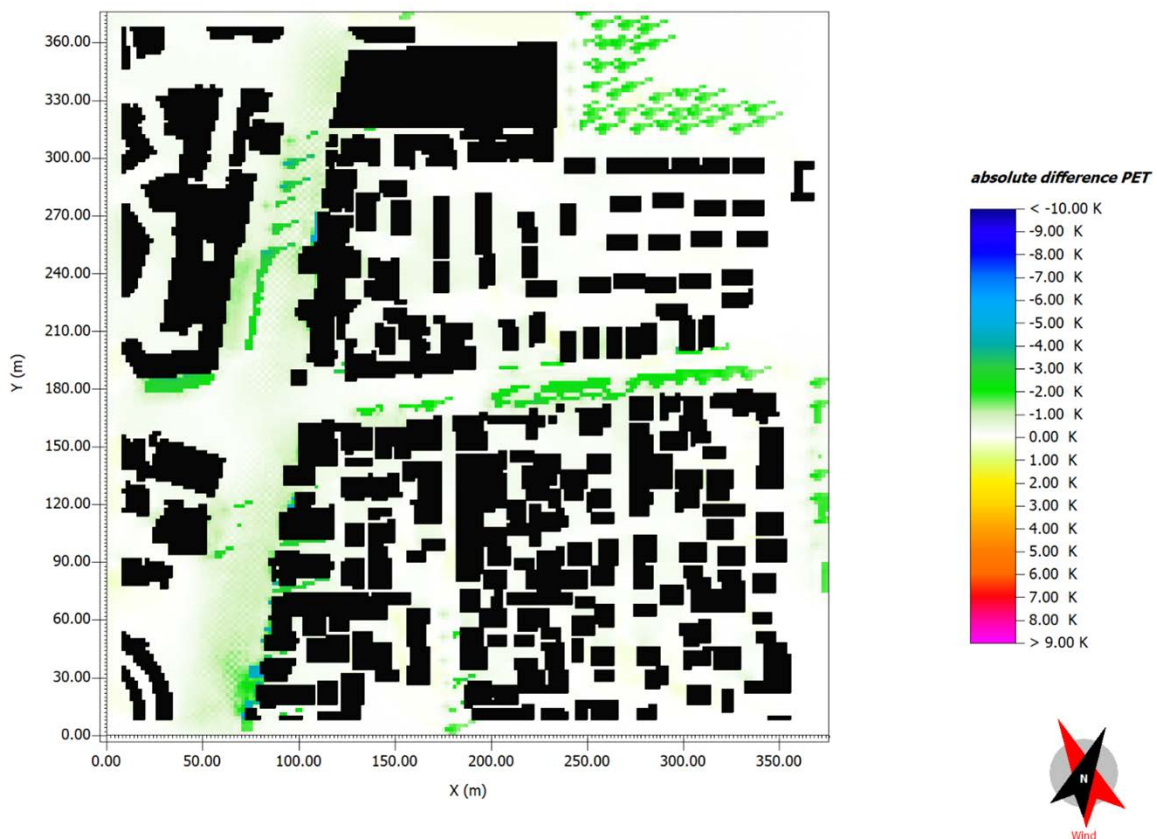 360.00
330.00
300.00
270.00
240.00
210.00
180.00
150.00
120.00
90.00
60.00
30.00
0.00
Y (m)
0.00 50.00 100.00 150.00 200.00 250.00 300.00 350.00
X (m)
absolute difference PET
< -10.00 K
-9.00 K
-8.00 K
-7.00 K
-6.00 K
-5.00 K
-4.00 K
-3.00 K
-2.00 K
-1.00 K
0.00 K
1.00 K
2.00 K
3.00 K
4.00 K
5.00 K
6.00 K
7.00 K
8.00 K
> 9.00 K
N
Wind